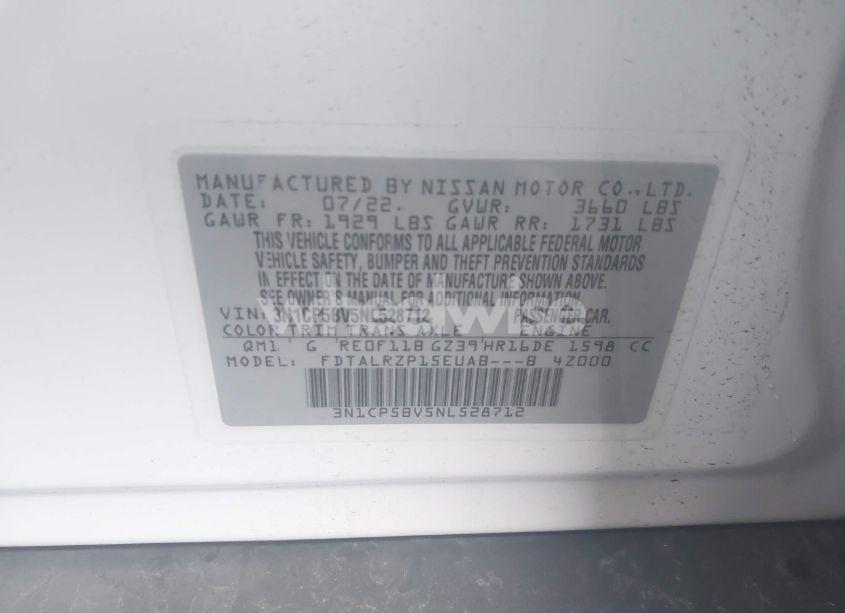 MANUFACTURED BY NISSAN MOTOR CO.,LTD.
DATE: 07/22. GVWR: 3660 LBS
GAWR FR: 1929 LBS GAWR RR: 1731 LBS
THIS VEHICLE CONFORMS TO ALL APPLICABLE FEDERAL MOTOR
VEHICLE SAFETY, BUMPER AND THEFT PREVENTION STANDARDS
IN EFFECT ON THE DATE OF MANUFACTURE SHOWN ABOVE.
SEE OWNER'S MANUAL FOR ADDITIONAL INFORMATION.
VIN: 3N1CP5BV5NL528712 PASSENGER CAR.
COLOR TRIM TRANS AXLE ENGINE
QM1 G RE0F11B GZ39 HR16DE 1598 CC
MODEL: FDTALRZP15EUAB---B 4Z000
3N1CP5BV5NL528712